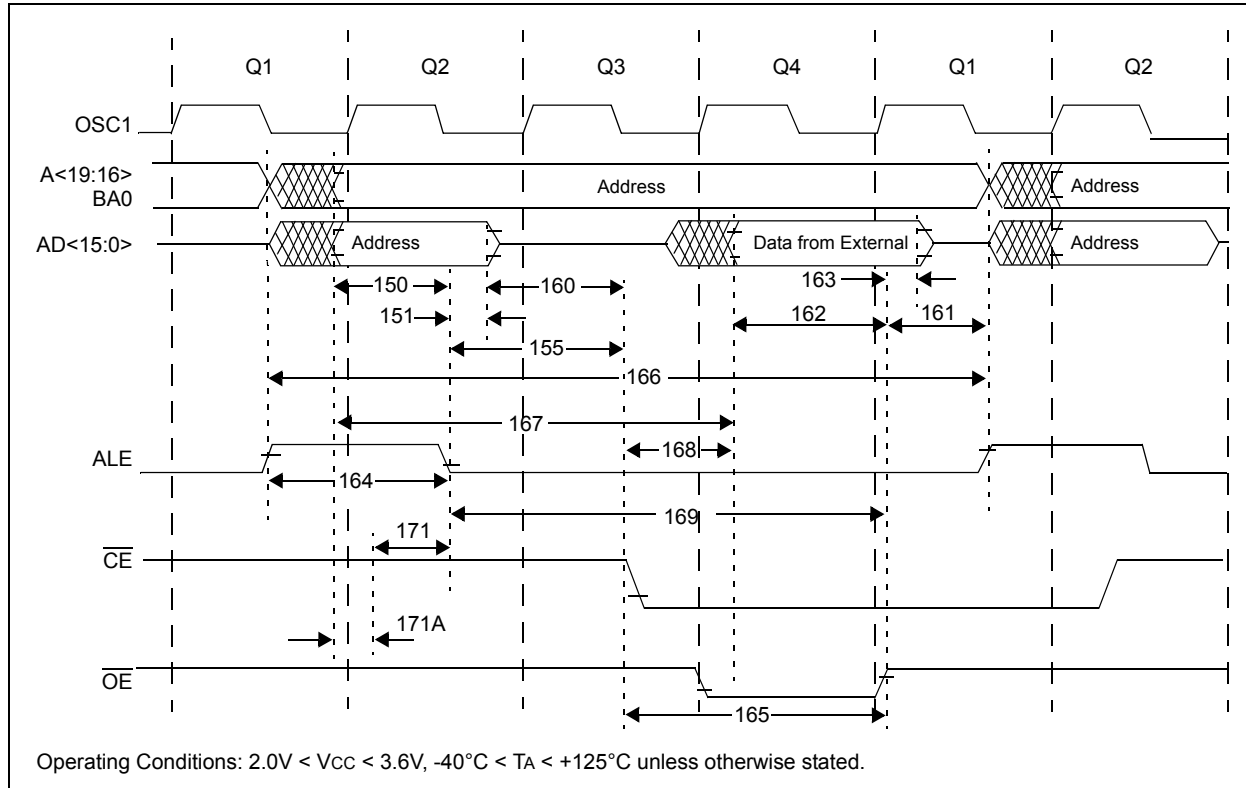 Q1 Q2 Q3 Q4 Q1 Q2
OSC1
A<19:16>
BA0
Address Address
AD<15:0>
Address Data from External Address
163
150 160
151 162 161
155
166
167
168
ALE
164
169
171
CE
171A
OE
165
Operating Conditions: 2.0V < VCC < 3.6V, -40°C < TA < +125°C unless otherwise stated.